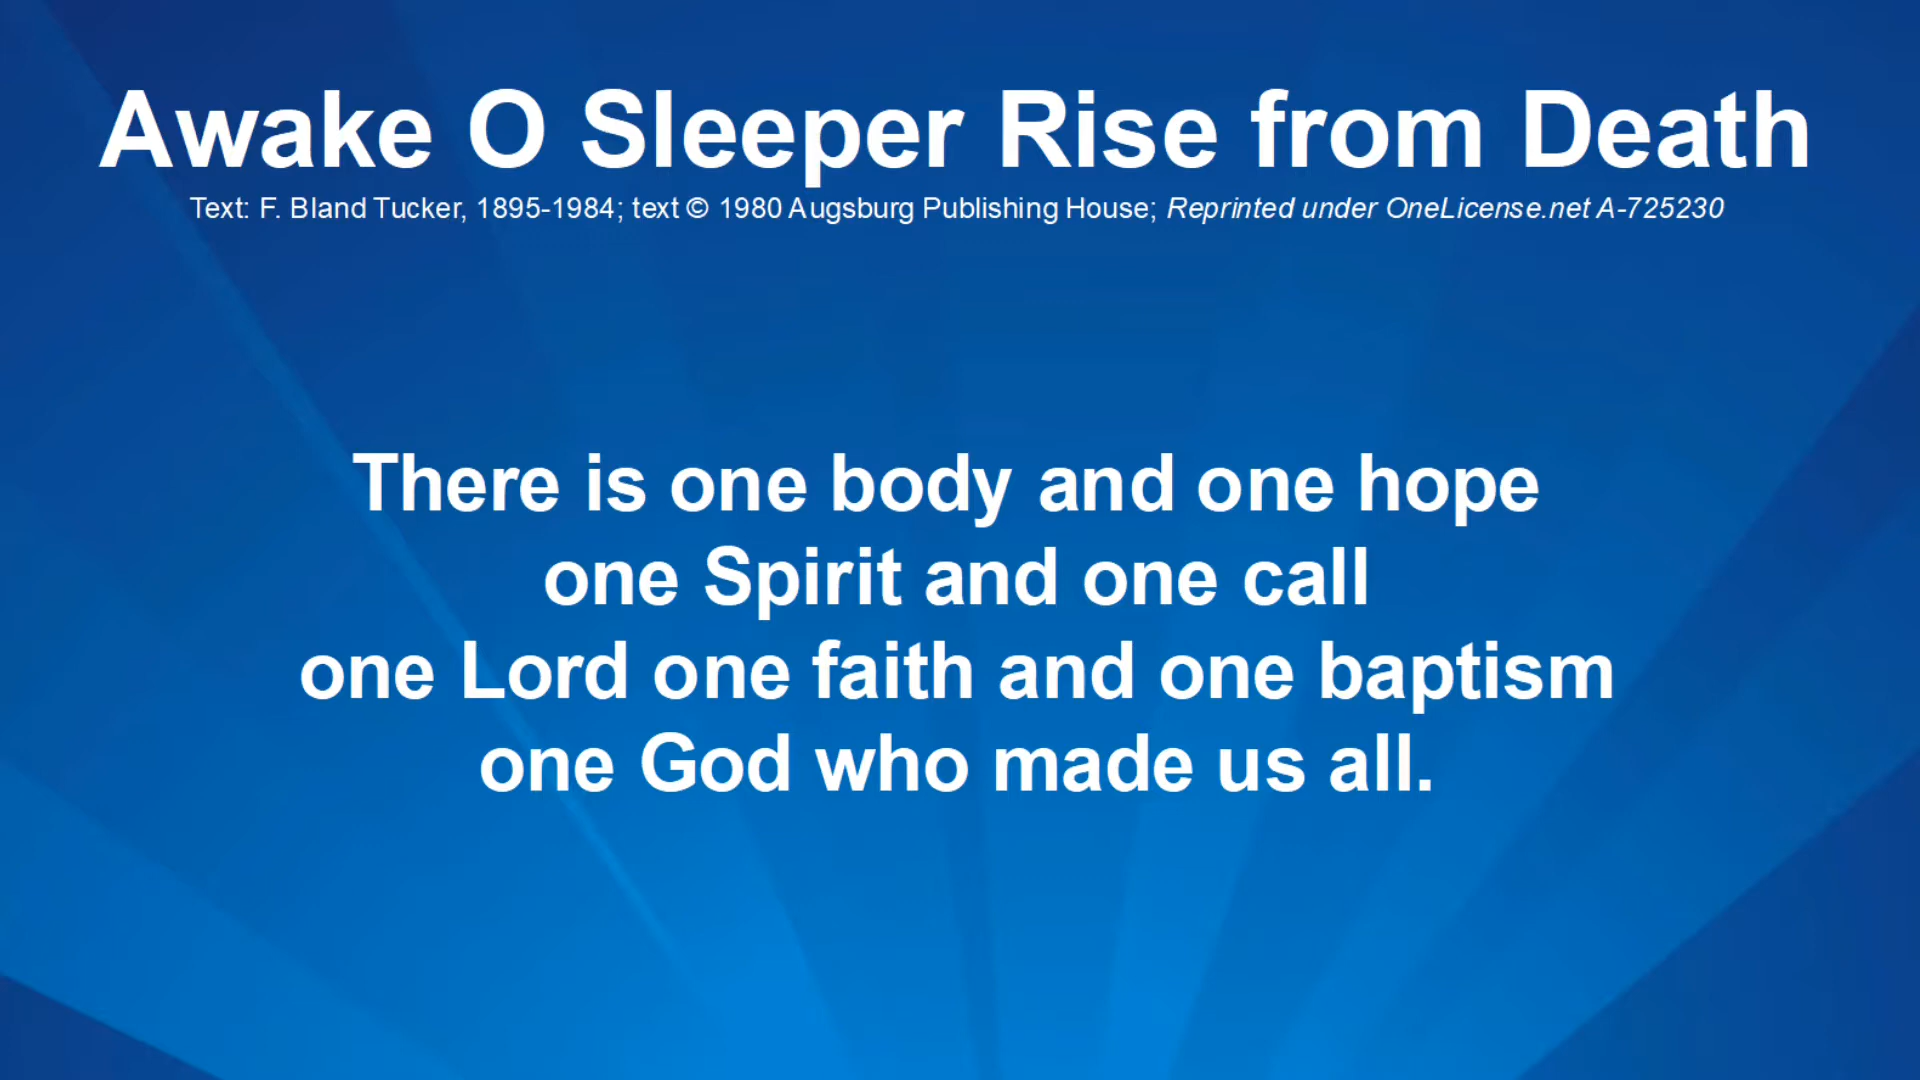 Awake O Sleeper Rise from Death
Text: F. Bland Tucker, 1895-1984; text © 1980 Augsburg Publishing House; Reprinted under OneLicense.net A-725230
There is one body and one hope
one Spirit and one call
one Lord one faith and one baptism
one God who made us all.